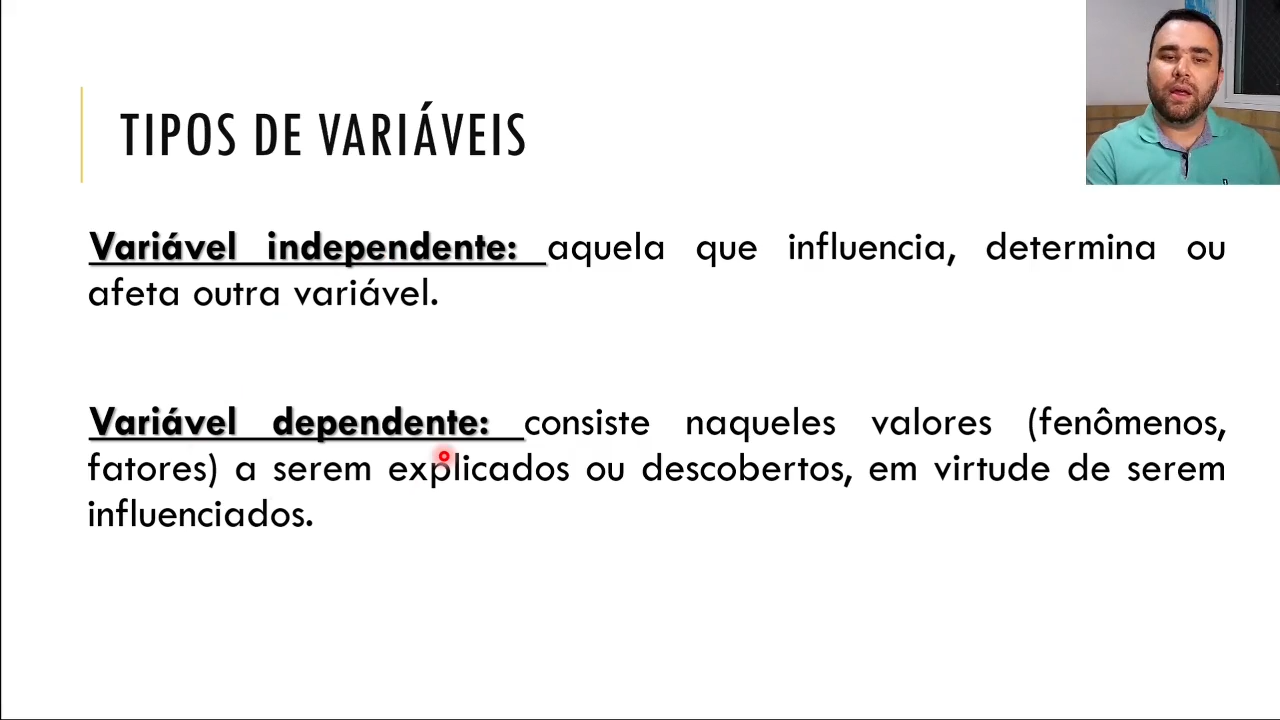 TIPOS DE VARIÁVEIS
Variável independente: aquela que influencia, determina ou
afeta outra variável.
Variável dependente: consiste naqueles valores (fenômenos,
fatores) a serem explicados ou descobertos, em virtude de serem
influenciados.